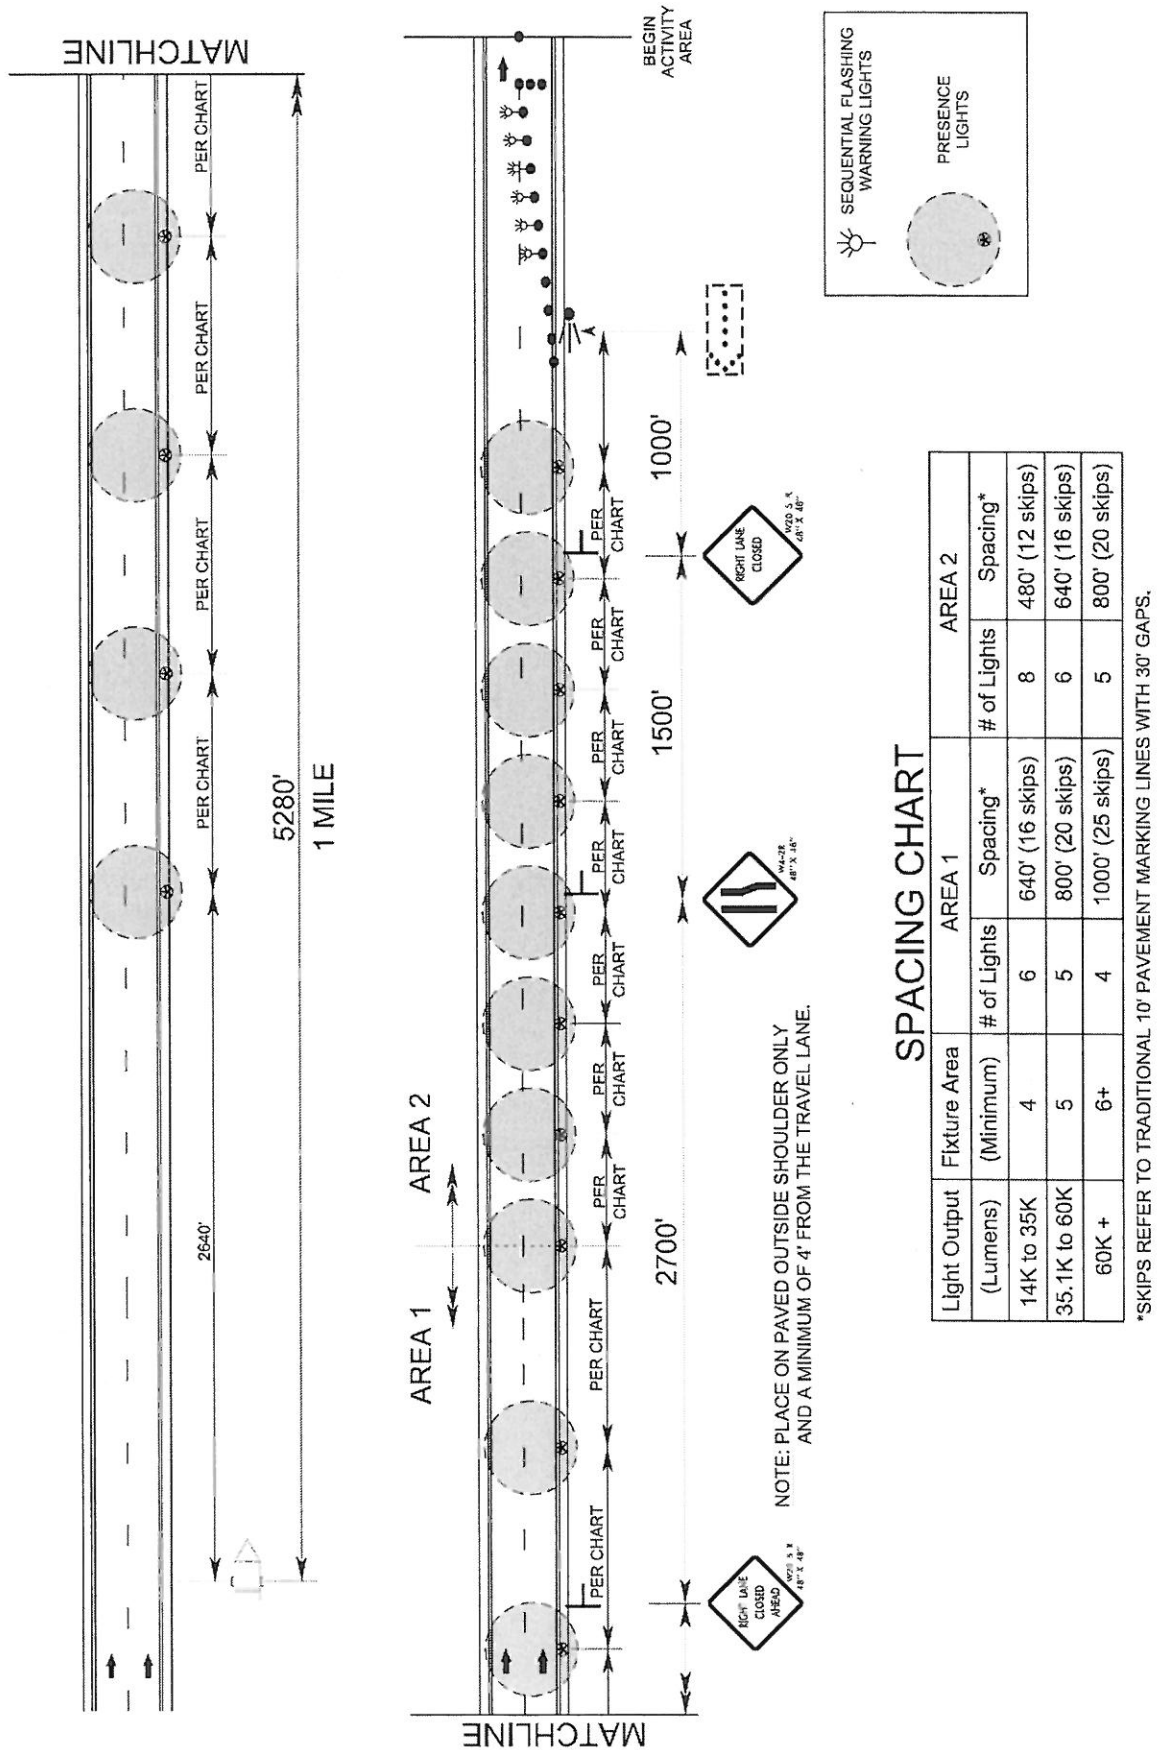 MATCHLINE
PER CHART
PER CHART
PER CHART
PER CHART
2640'
5280'
1 MILE
MATCHLINE
AREA 1
AREA 2
BEGIN
ACTIVITY
AREA
PER CHART
PER CHART
PER
CHART
PER
CHART
PER
CHART
PER
CHART
PER
CHART
PER
CHART
PER
CHART
2700'
1500'
1000'
RIGHT LANE
CLOSED
AHEAD
48" X 48"
W4-2R
48" X 48"
RIGHT LANE
CLOSED
48" X 48"
NOTE: PLACE ON PAVED OUTSIDE SHOULDER ONLY
AND A MINIMUM OF 4' FROM THE TRAVEL LANE.
SEQUENTIAL FLASHING
WARNING LIGHTS
PRESENCE
LIGHTS
SPACING CHART
Light Output Fixture Area AREA 1 AREA 2
(Lumens) (Minimum) # of Lights Spacing* # of Lights Spacing*
14K to 35K 4 6 640' (16 skips) 8 480' (12 skips)
35.1K to 60K 5 5 800' (20 skips) 6 640' (16 skips)
60K + 6+ 4 1000' (25 skips) 5 800' (20 skips)
*SKIPS REFER TO TRADITIONAL 10' PAVEMENT MARKING LINES WITH 30' GAPS.